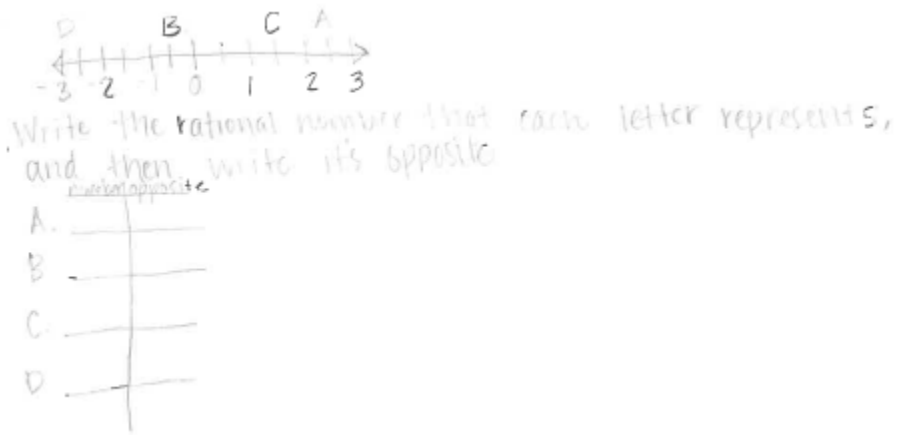 D B C A
-3 -2 -1 0 1 2 3
Write the rational number that each letter represents,
and then write it's opposite
number opposite
A.
B
C.
D